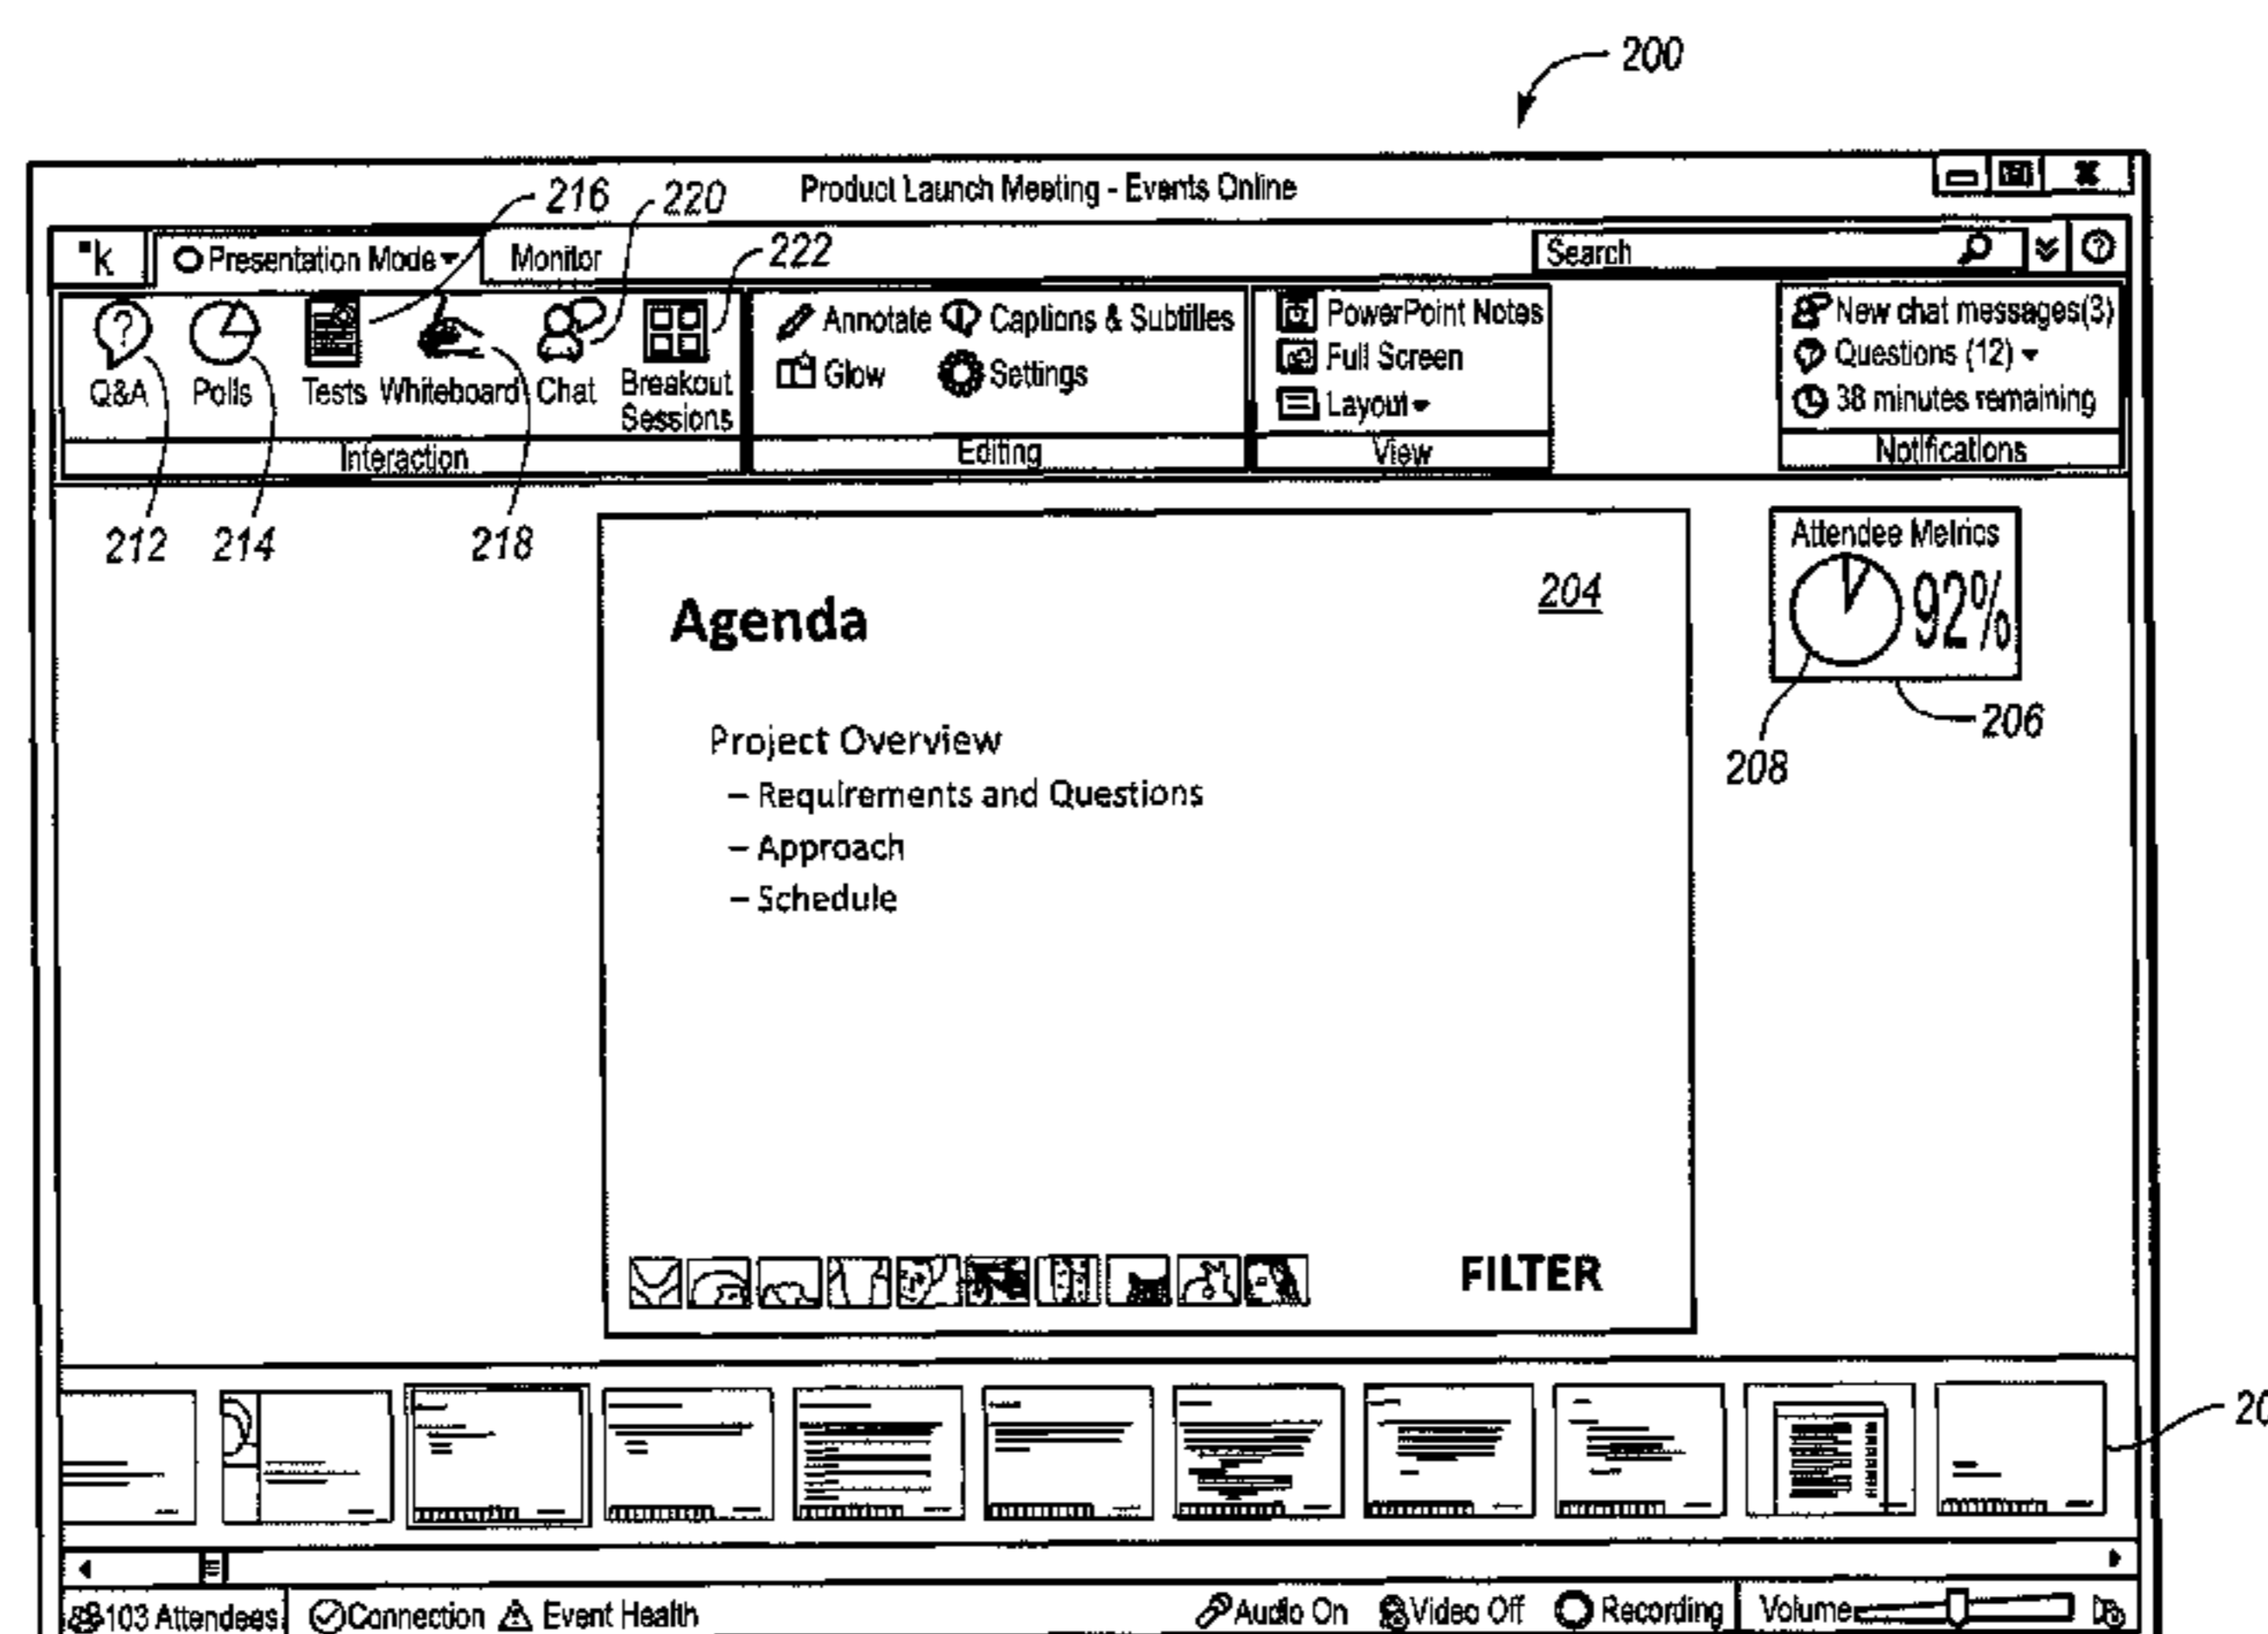 200
Product Launch Meeting - Events Online
216
220
222
Presentation Mode
Monitor
Search
Q&A
Polls
Tests
Whiteboard
Chat
Breakout
Sessions
Interaction
Annotate
Captions & Subtitles
Glow
Settings
Editing
PowerPoint Notes
Full Screen
Layout
View
New chat messages(3)
Questions (12)
38 minutes remaining
Notifications
212
214
218
Agenda
204
Project Overview
– Requirements and Questions
– Approach
– Schedule
FILTER
Attendee Metrics
92%
208
206
103 Attendees
Connection
Event Health
Audio On
Video Off
Recording
Volume